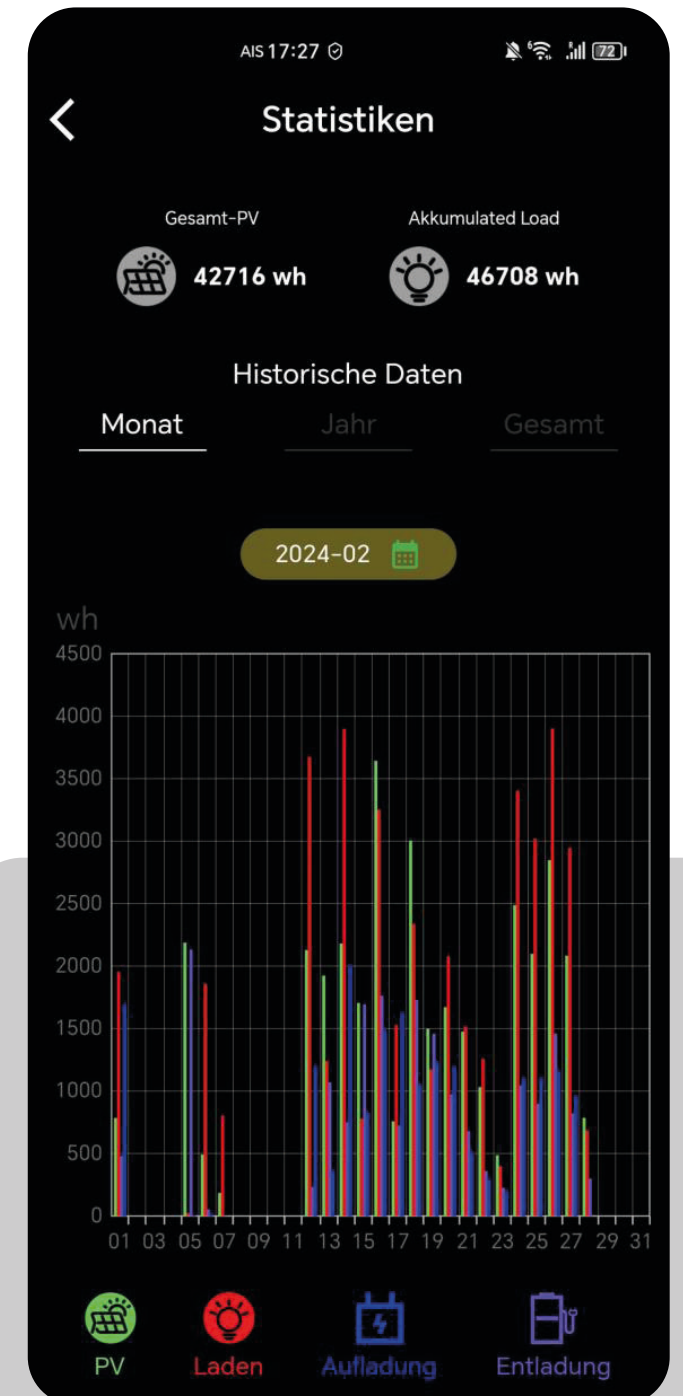 AIS 17:27 72
Statistiken
Gesamt-PV Akkumulated Load
42716 wh 46708 wh
Historische Daten
Monat Jahr Gesamt
2024-02
wh
4500
4000
3500
3000
2500
2000
1500
1000
500
0
01 03 05 07 09 11 13 15 17 19 21 23 25 27 29 31
PV Laden Aufladung Entladung